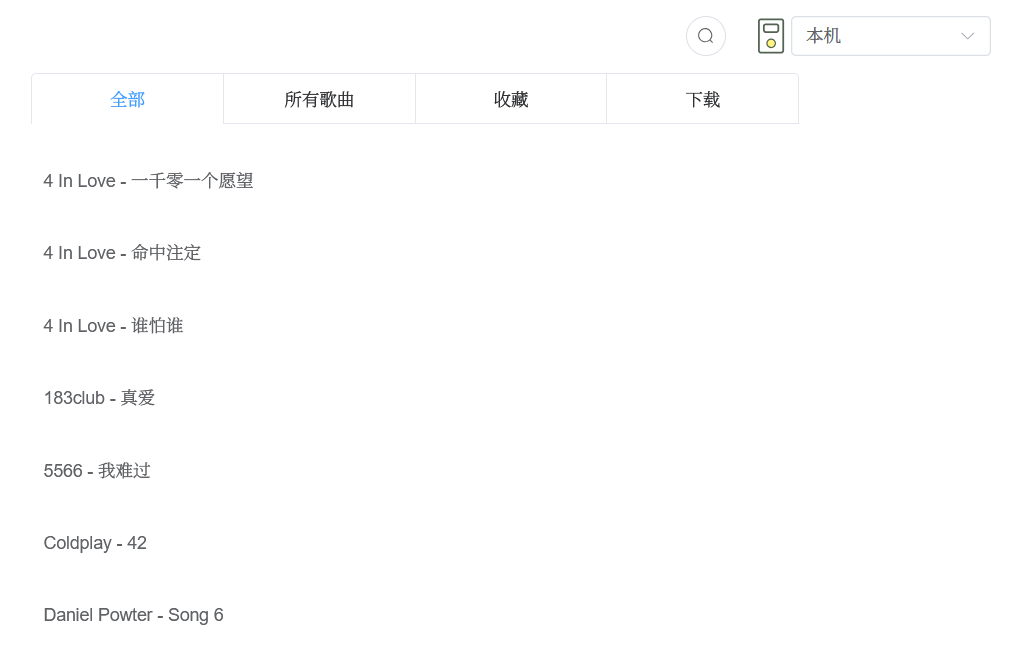 本机
全部 所有歌曲 收藏 下载
4 In Love - 一千零一个愿望
4 In Love - 命中注定
4 In Love - 谁怕谁
183club - 真爱
5566 - 我难过
Coldplay - 42
Daniel Powter - Song 6